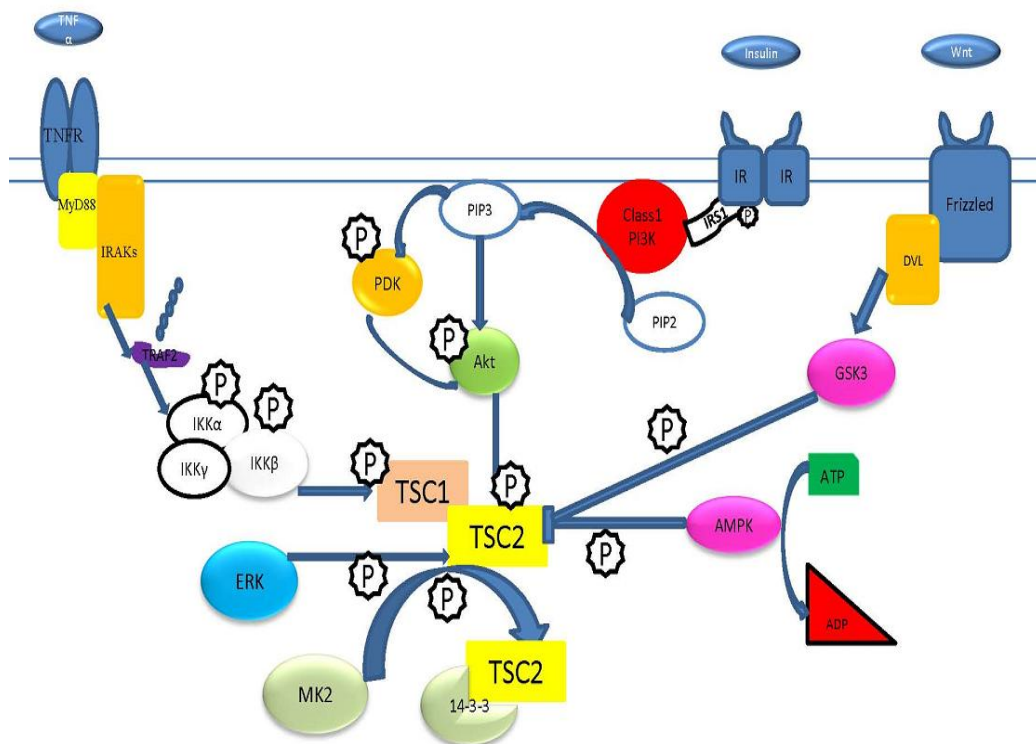 TNF
α
Insulin
Wnt
TNFR
IR
IR
MyD88
PIP3
Class1
PI3K
IRS1
P
Frizzled
IRAKs
P
PDK
DVL
PIP2
TRAF2
P
Akt
GSK3
P
P
IKKα
P
IKKγ
IKKβ
P
TSC1
P
ATP
TSC2
AMPK
P
ERK
P
P
ADP
TSC2
MK2
14-3-3